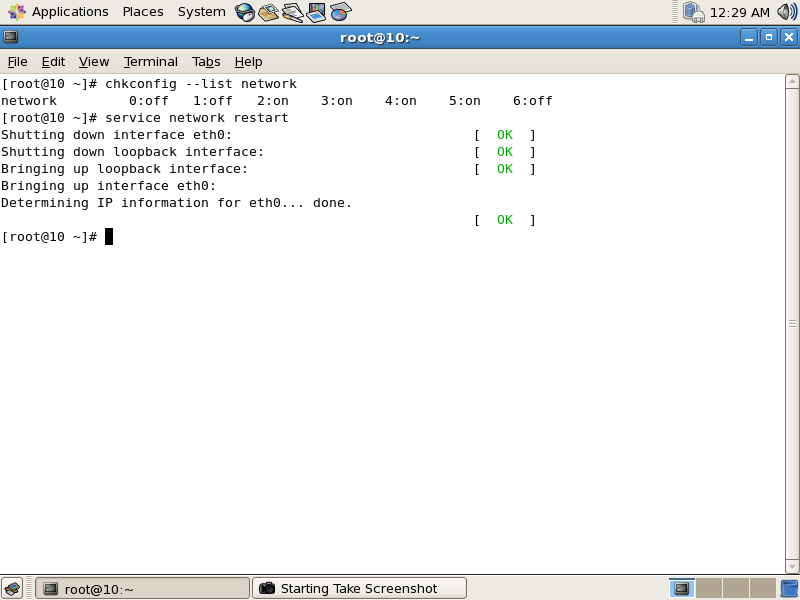 Applications Places System 12:29 AM
root@10:~
File Edit View Terminal Tabs Help
[root@10 ~]# chkconfig --list network
network         0:off   1:off   2:on    3:on    4:on    5:on    6:off
[root@10 ~]# service network restart
Shutting down interface eth0:                              [  OK  ]
Shutting down loopback interface:                          [  OK  ]
Bringing up loopback interface:                            [  OK  ]
Bringing up interface eth0:
Determining IP information for eth0... done.
                                                           [  OK  ]
[root@10 ~]#
root@10:~ Starting Take Screenshot